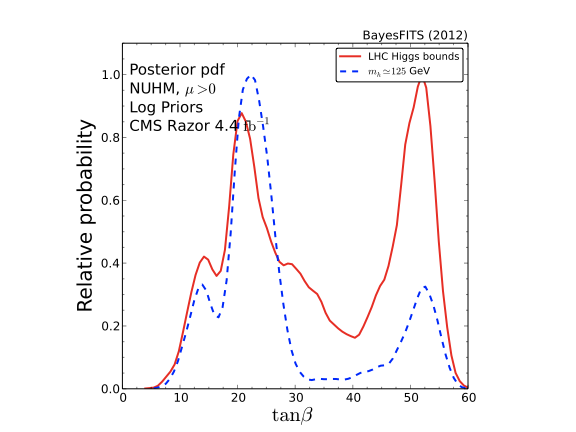 BayesFITS (2012)
LHC Higgs bounds
m_h≃125 GeV
Posterior pdf
NUHM, μ>0
Log Priors
CMS Razor 4.4 fb⁻¹
Relative probability
1.0
0.8
0.6
0.4
0.2
0.0
0 10 20 30 40 50 60
tanβ